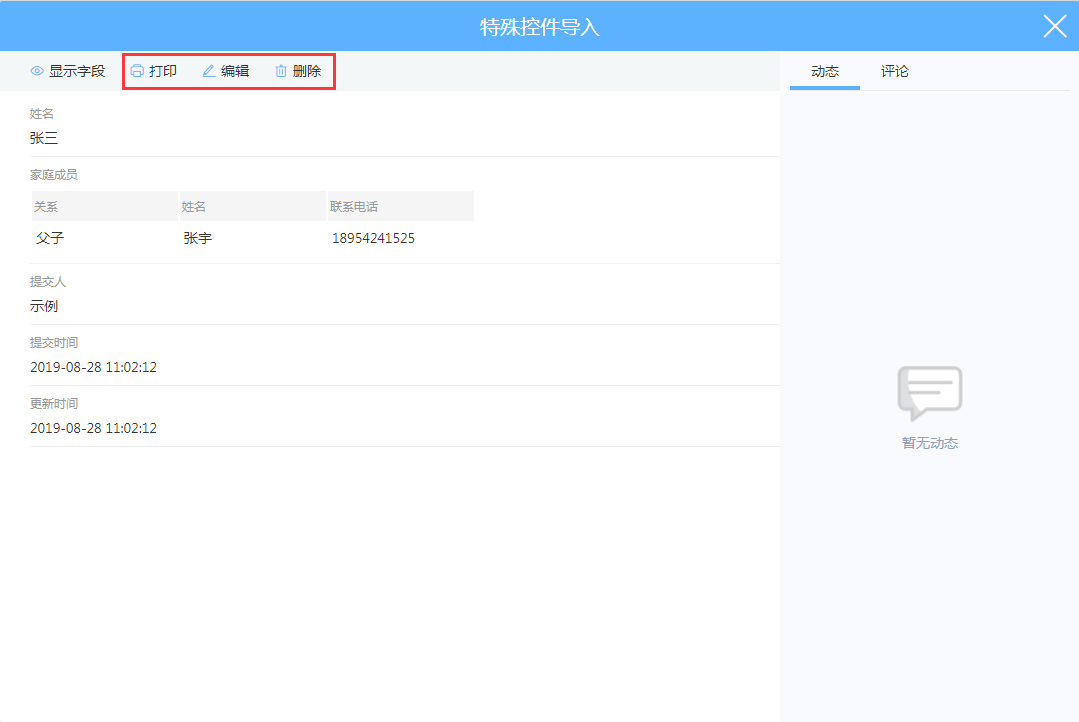 特殊控件导入
显示字段 打印 编辑 删除
动态 评论
姓名
张三
家庭成员
关系 姓名 联系电话
父子 张宇 18954241525
提交人
示例
提交时间
2019-08-28 11:02:12
更新时间
2019-08-28 11:02:12
暂无动态